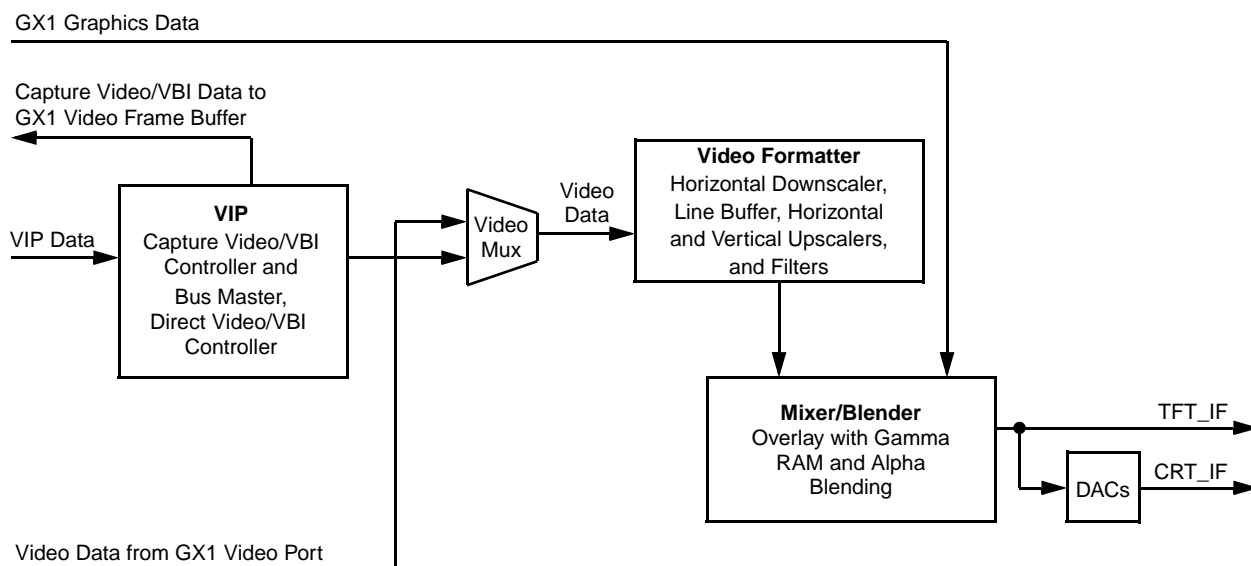 GX1 Graphics Data
Capture Video/VBI Data to
GX1 Video Frame Buffer
VIP Data
VIP
Capture Video/VBI
Controller and
Bus Master,
Direct Video/VBI
Controller
Video
Mux
Video
Data
Video Formatter
Horizontal Downscaler,
Line Buffer, Horizontal
and Vertical Upscalers,
and Filters
Mixer/Blender
Overlay with Gamma
RAM and Alpha
Blending
TFT_IF
DACs
CRT_IF
Video Data from GX1 Video Port